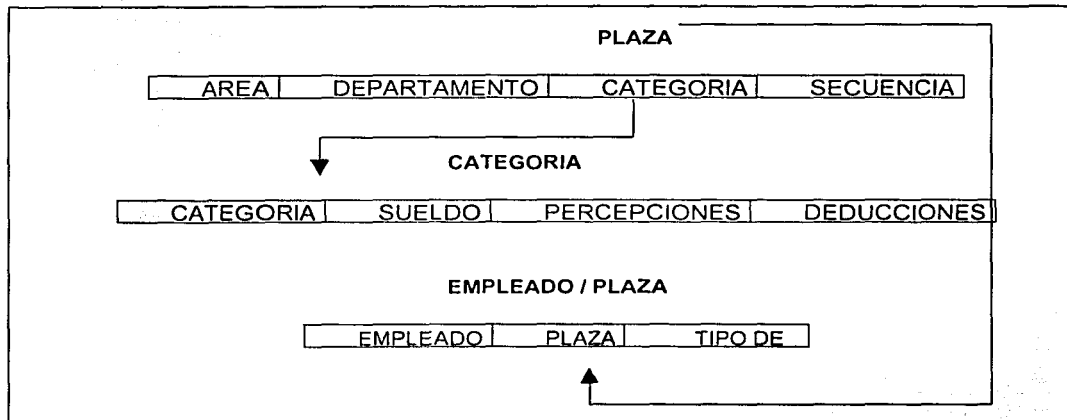 PLAZA
AREA DEPARTAMENTO CATEGORIA SECUENCIA
CATEGORIA
CATEGORIA SUELDO PERCEPCIONES DEDUCCIONES
EMPLEADO / PLAZA
EMPLEADO PLAZA TIPO DE